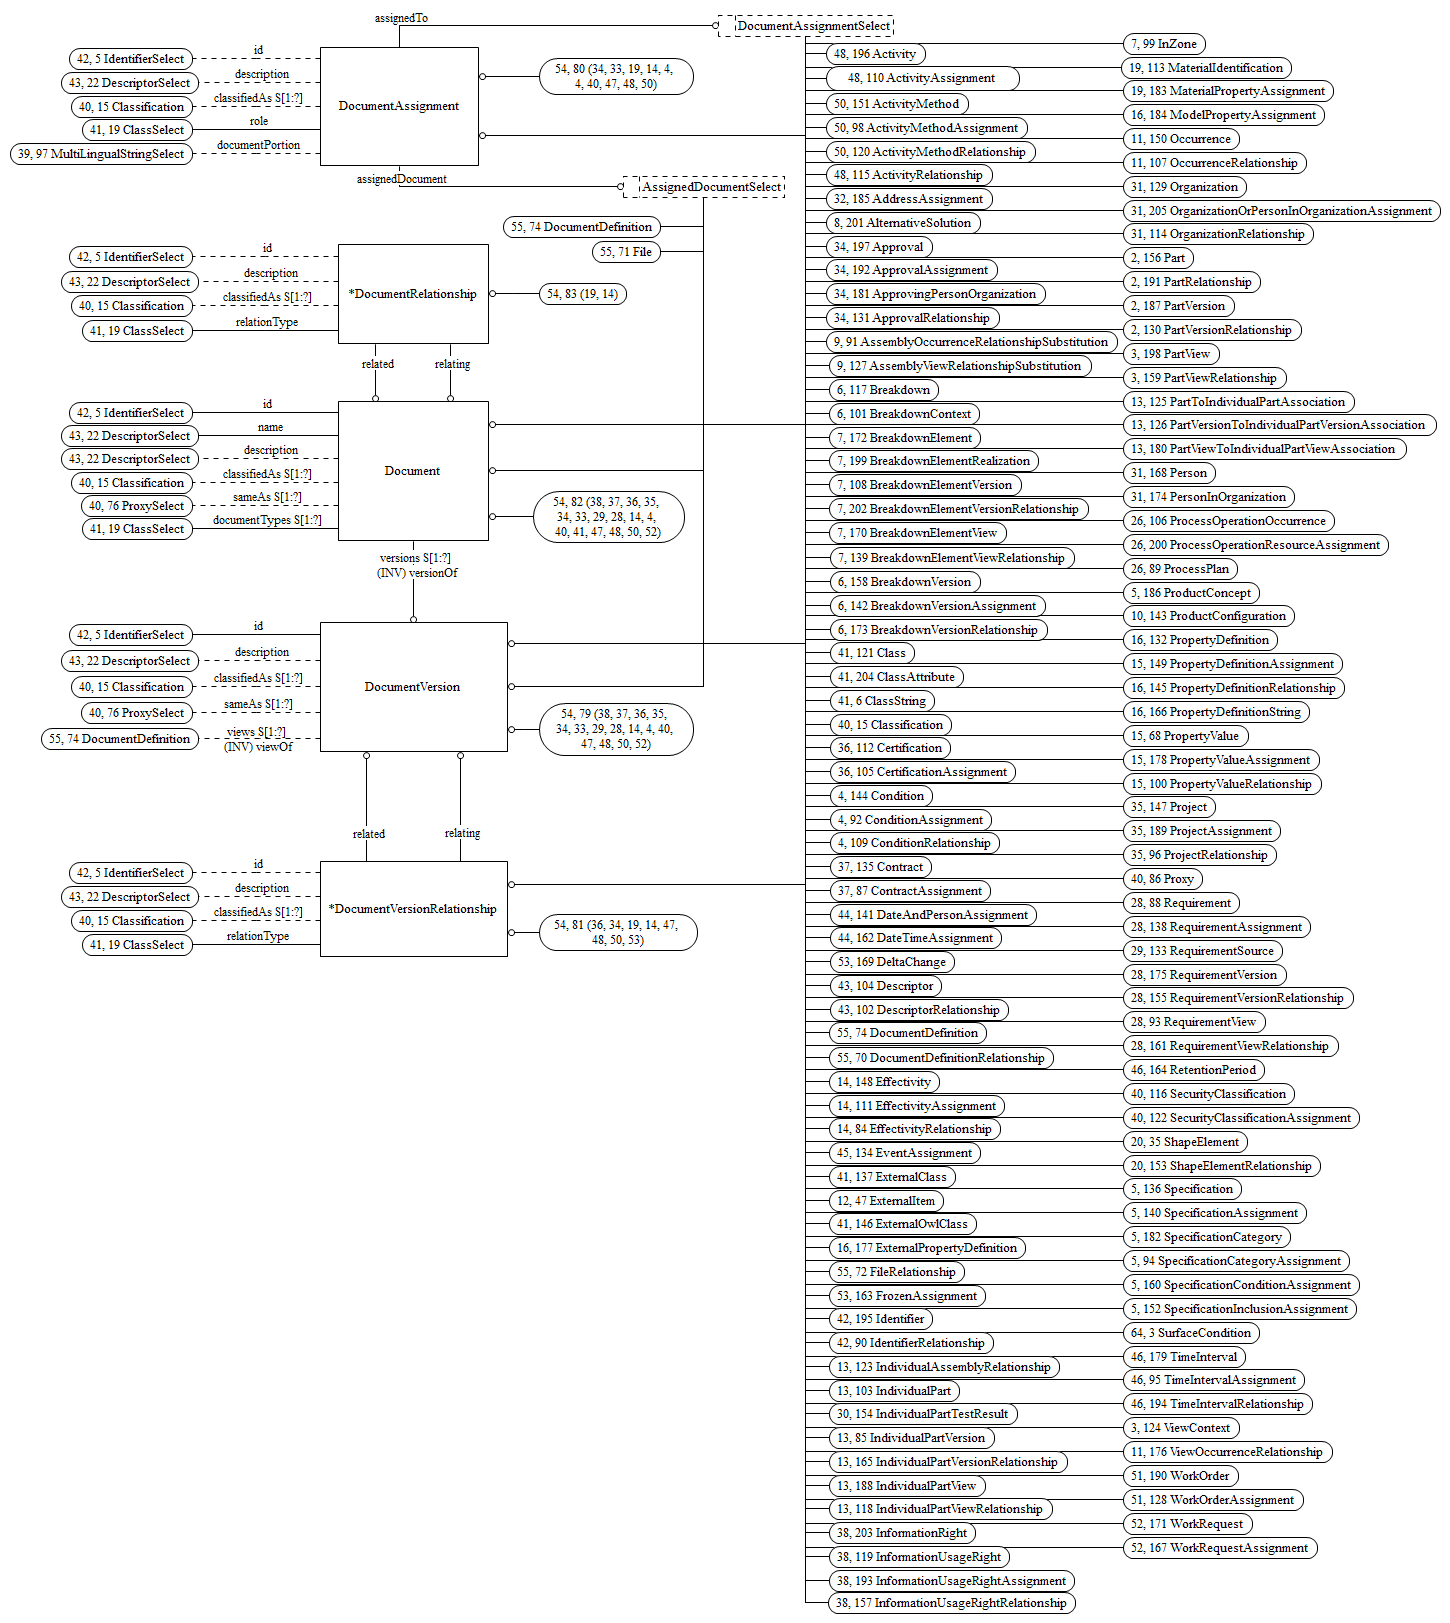 assignedTo
DocumentAssignmentSelect
42, 5 IdentifierSelect
id
43, 22 DescriptorSelect
description
40, 15 Classification
classifiedAs S[1:?]
41, 19 ClassSelect
role
39, 97 MultiLingualStringSelect
documentPortion
DocumentAssignment
54, 80 (34, 33, 19, 14, 4,
4, 40, 47, 48, 50)
assignedDocument
AssignedDocumentSelect
55, 74 DocumentDefinition
55, 71 File
42, 5 IdentifierSelect
id
43, 22 DescriptorSelect
description
40, 15 Classification
classifiedAs S[1:?]
41, 19 ClassSelect
relationType
*DocumentRelationship
54, 83 (19, 14)
related
relating
42, 5 IdentifierSelect
id
43, 22 DescriptorSelect
name
43, 22 DescriptorSelect
description
40, 15 Classification
classifiedAs S[1:?]
40, 76 ProxySelect
sameAs S[1:?]
41, 19 ClassSelect
documentTypes S[1:?]
Document
54, 82 (38, 37, 36, 35,
34, 33, 29, 28, 14, 4,
40, 41, 47, 48, 50, 52)
versions S[1:?]
(INV) versionOf
42, 5 IdentifierSelect
id
43, 22 DescriptorSelect
description
40, 15 Classification
classifiedAs S[1:?]
40, 76 ProxySelect
sameAs S[1:?]
55, 74 DocumentDefinition
views S[1:?]
(INV) viewOf
DocumentVersion
54, 79 (38, 37, 36, 35,
34, 33, 29, 28, 14, 4, 40,
47, 48, 50, 52)
related
relating
42, 5 IdentifierSelect
id
43, 22 DescriptorSelect
description
40, 15 Classification
classifiedAs S[1:?]
41, 19 ClassSelect
relationType
*DocumentVersionRelationship
54, 81 (36, 34, 19, 14, 47,
48, 50, 53)
48, 196 Activity
48, 110 ActivityAssignment
50, 151 ActivityMethod
50, 98 ActivityMethodAssignment
50, 120 ActivityMethodRelationship
48, 115 ActivityRelationship
32, 185 AddressAssignment
8, 201 AlternativeSolution
34, 197 Approval
34, 192 ApprovalAssignment
34, 181 ApprovingPersonOrganization
34, 131 ApprovalRelationship
9, 91 AssemblyOccurrenceRelationshipSubstitution
9, 127 AssemblyViewRelationshipSubstitution
6, 117 Breakdown
6, 101 BreakdownContext
7, 172 BreakdownElement
7, 199 BreakdownElementRealization
7, 108 BreakdownElementVersion
7, 202 BreakdownElementVersionRelationship
7, 170 BreakdownElementView
7, 139 BreakdownElementViewRelationship
6, 158 BreakdownVersion
6, 142 BreakdownVersionAssignment
6, 173 BreakdownVersionRelationship
41, 121 Class
41, 204 ClassAttribute
41, 6 ClassString
40, 15 Classification
36, 112 Certification
36, 105 CertificationAssignment
4, 144 Condition
4, 92 ConditionAssignment
4, 109 ConditionRelationship
37, 135 Contract
37, 87 ContractAssignment
44, 141 DateAndPersonAssignment
44, 162 DateTimeAssignment
53, 169 DeltaChange
43, 104 Descriptor
43, 102 DescriptorRelationship
55, 74 DocumentDefinition
55, 70 DocumentDefinitionRelationship
14, 148 Effectivity
14, 111 EffectivityAssignment
14, 84 EffectivityRelationship
45, 134 EventAssignment
41, 137 ExternalClass
12, 47 ExternalItem
41, 146 ExternalOwlClass
16, 177 ExternalPropertyDefinition
55, 72 FileRelationship
53, 163 FrozenAssignment
42, 195 Identifier
42, 90 IdentifierRelationship
13, 123 IndividualAssemblyRelationship
13, 103 IndividualPart
30, 154 IndividualPartTestResult
13, 85 IndividualPartVersion
13, 165 IndividualPartVersionRelationship
13, 188 IndividualPartView
13, 118 IndividualPartViewRelationship
38, 203 InformationRight
38, 119 InformationUsageRight
38, 193 InformationUsageRightAssignment
38, 157 InformationUsageRightRelationship
7, 99 InZone
19, 113 MaterialIdentification
19, 183 MaterialPropertyAssignment
16, 184 ModelPropertyAssignment
11, 150 Occurrence
11, 107 OccurrenceRelationship
31, 129 Organization
31, 205 OrganizationOrPersonInOrganizationAssignment
31, 114 OrganizationRelationship
2, 156 Part
2, 191 PartRelationship
2, 187 PartVersion
2, 130 PartVersionRelationship
3, 198 PartView
3, 159 PartViewRelationship
13, 125 PartToIndividualPartAssociation
13, 126 PartVersionToIndividualPartVersionAssociation
13, 180 PartViewToIndividualPartViewAssociation
31, 168 Person
31, 174 PersonInOrganization
26, 106 ProcessOperationOccurrence
26, 200 ProcessOperationResourceAssignment
26, 89 ProcessPlan
5, 186 ProductConcept
10, 143 ProductConfiguration
16, 132 PropertyDefinition
15, 149 PropertyDefinitionAssignment
16, 145 PropertyDefinitionRelationship
16, 166 PropertyDefinitionString
15, 68 PropertyValue
15, 178 PropertyValueAssignment
15, 100 PropertyValueRelationship
35, 147 Project
35, 189 ProjectAssignment
35, 96 ProjectRelationship
40, 86 Proxy
28, 88 Requirement
28, 138 RequirementAssignment
29, 133 RequirementSource
28, 175 RequirementVersion
28, 155 RequirementVersionRelationship
28, 93 RequirementView
28, 161 RequirementViewRelationship
46, 164 RetentionPeriod
40, 116 SecurityClassification
40, 122 SecurityClassificationAssignment
20, 35 ShapeElement
20, 153 ShapeElementRelationship
5, 136 Specification
5, 140 SpecificationAssignment
5, 182 SpecificationCategory
5, 94 SpecificationCategoryAssignment
5, 160 SpecificationConditionAssignment
5, 152 SpecificationInclusionAssignment
64, 3 SurfaceCondition
46, 179 TimeInterval
46, 95 TimeIntervalAssignment
46, 194 TimeIntervalRelationship
3, 124 ViewContext
11, 176 ViewOccurrenceRelationship
51, 190 WorkOrder
51, 128 WorkOrderAssignment
52, 171 WorkRequest
52, 167 WorkRequestAssignment